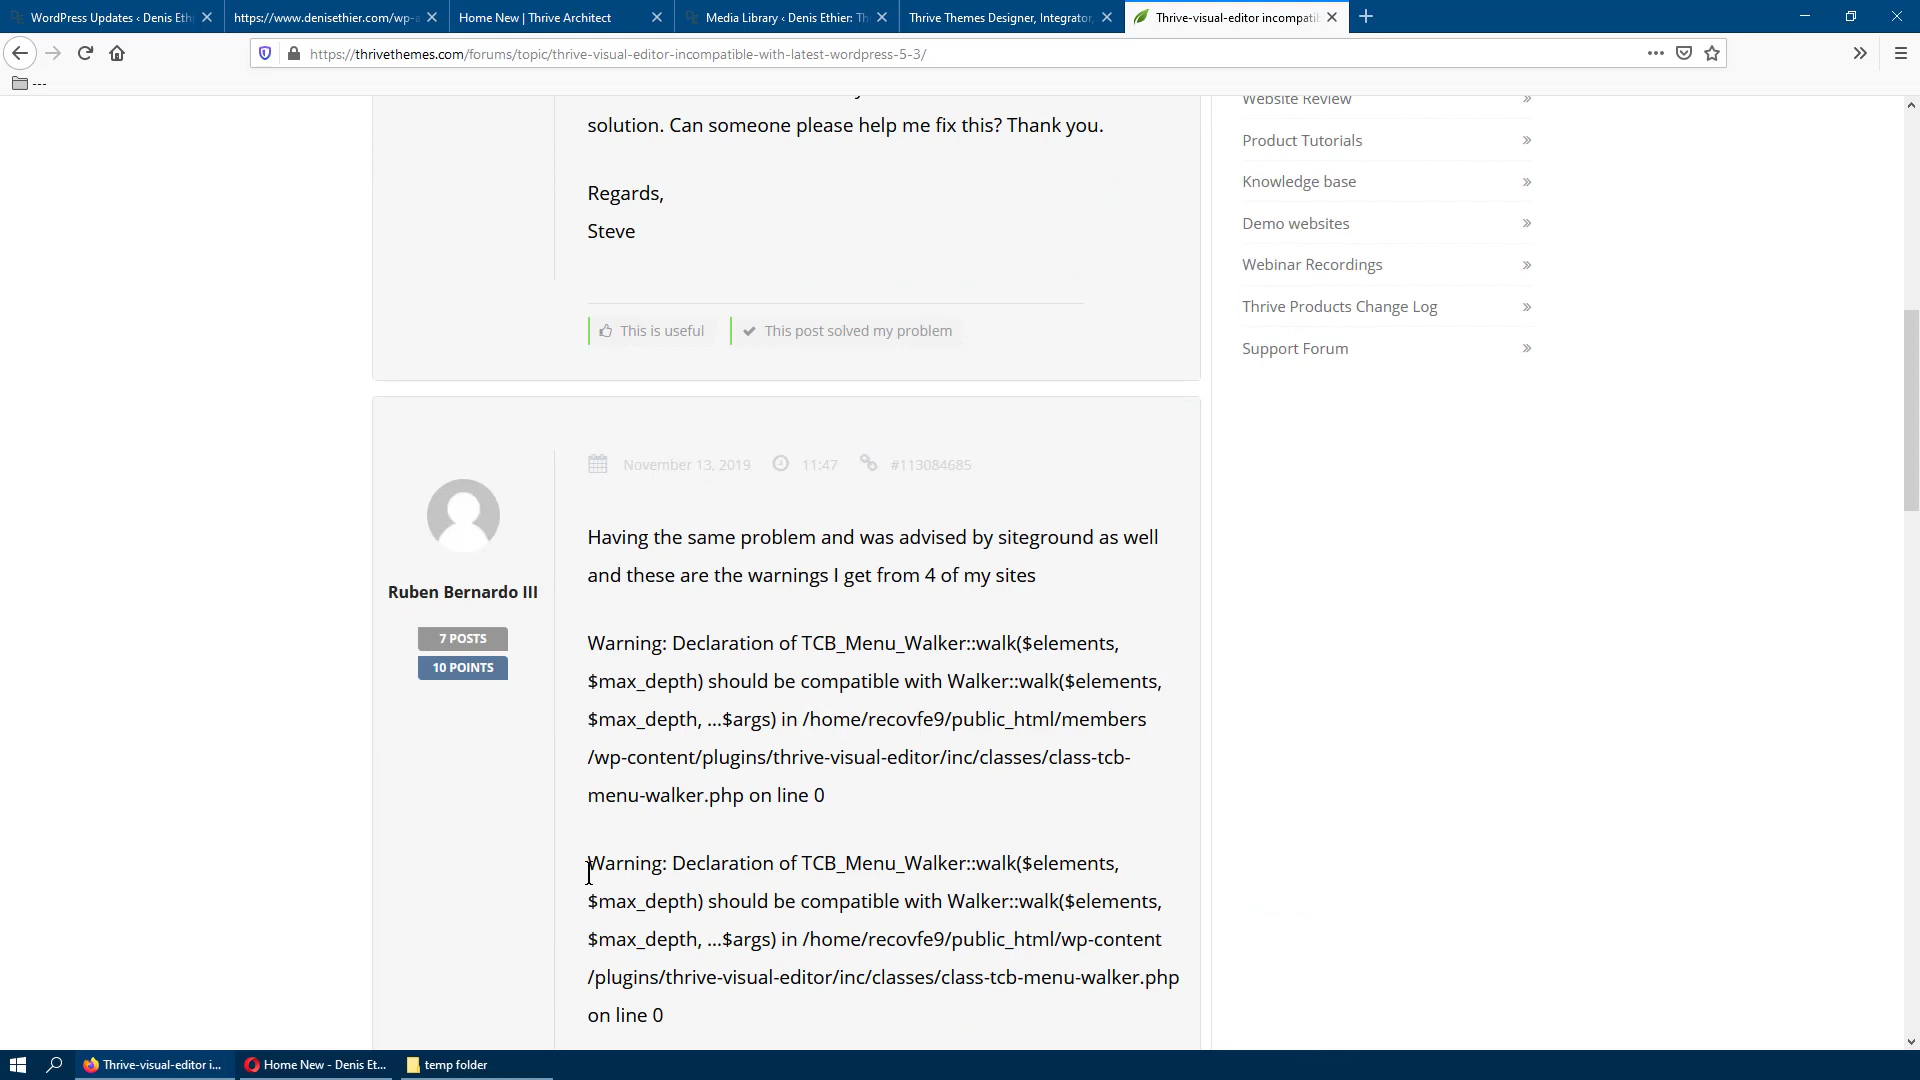 WordPress Updates ‹ Denis Eth
https://www.denisethier.com/wp-a
Home New | Thrive Architect
Media Library ‹ Denis Ethier: Th
Thrive Themes Designer, Integrator,
Thrive-visual-editor incompatib
https://thrivethemes.com/forums/topic/thrive-visual-editor-incompatible-with-latest-wordpress-5-3/
---
solution. Can someone please help me fix this? Thank you.
Regards,
Steve
This is useful
This post solved my problem
Website Review
Product Tutorials
Knowledge base
Demo websites
Webinar Recordings
Thrive Products Change Log
Support Forum
November 13, 2019 11:47 #113084685
Ruben Bernardo III
7 POSTS
10 POINTS
Having the same problem and was advised by siteground as well
and these are the warnings I get from 4 of my sites
Warning: Declaration of TCB_Menu_Walker::walk($elements,
$max_depth) should be compatible with Walker::walk($elements,
$max_depth, ...$args) in /home/recovfe9/public_html/members
/wp-content/plugins/thrive-visual-editor/inc/classes/class-tcb-
menu-walker.php on line 0
Warning: Declaration of TCB_Menu_Walker::walk($elements,
$max_depth) should be compatible with Walker::walk($elements,
$max_depth, ...$args) in /home/recovfe9/public_html/wp-content
/plugins/thrive-visual-editor/inc/classes/class-tcb-menu-walker.php
on line 0
Thrive-visual-editor i...
Home New - Denis Et...
temp folder